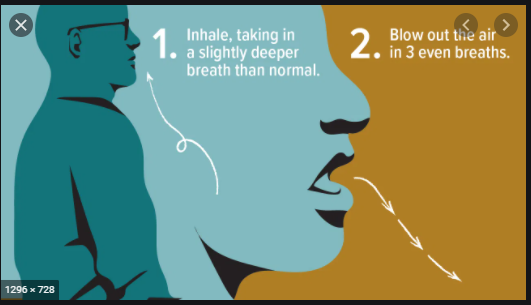 1. Inhale, taking in
a slightly deeper
breath than normal.
2. Blow out the air
in 3 even breaths.
1296 × 728